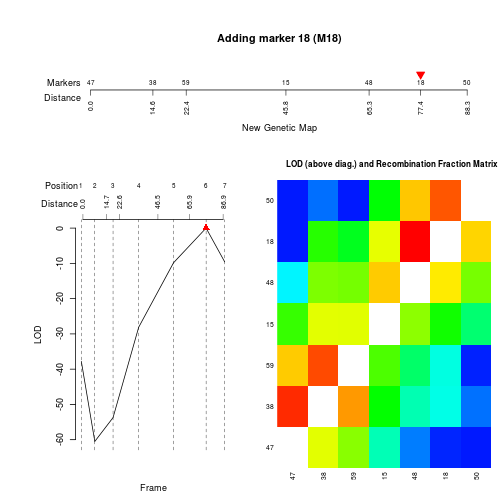 Adding marker 18 (M18)
Markers 47 38 59 15 48 18 50
Distance 0.0 14.6 22.4 45.8 65.3 77.4 88.3
New Genetic Map
LOD (above diag.) and Recombination Fraction Matrix
Position 1 2 3 4 5 6 7
Distance 0.0 14.7 22.6 46.5 65.9 86.9
0
-10
-20
-30
-40
-50
-60
LOD
Frame
50
18
48
15
59
38
47
47 38 59 15 48 18 50